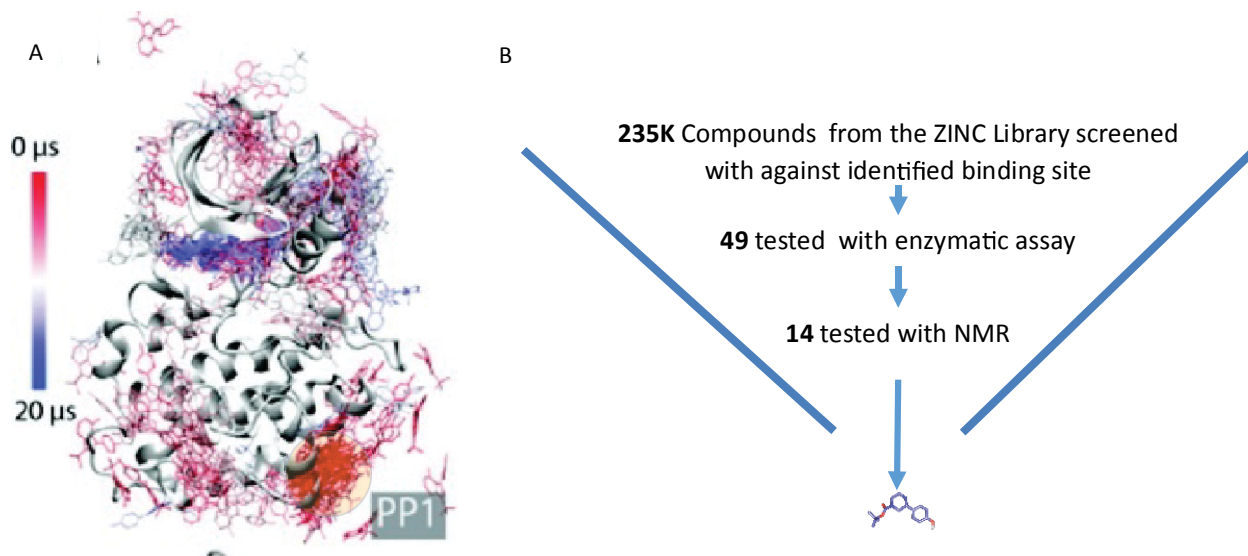 A
0 µs
20 µs
PP1
B
235K Compounds from the ZINC Library screened
with against identified binding site
49 tested with enzymatic assay
14 tested with NMR